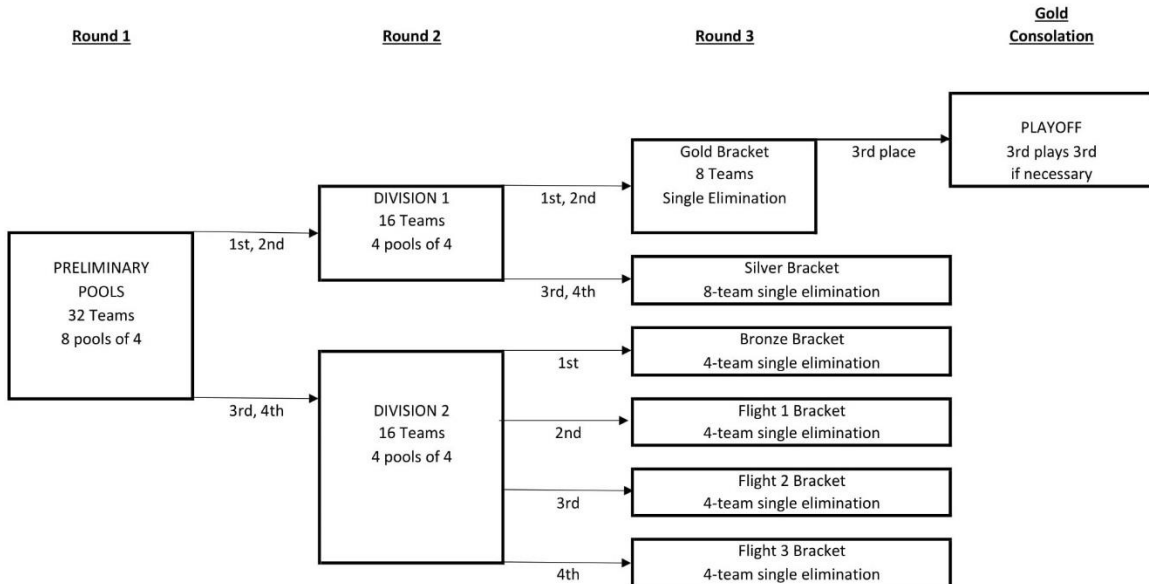 Round 1
Round 2
Round 3
Gold
Consolation
PRELIMINARY
POOLS
32 Teams
8 pools of 4
1st, 2nd
3rd, 4th
DIVISION 1
16 Teams
4 pools of 4
1st, 2nd
3rd, 4th
DIVISION 2
16 Teams
4 pools of 4
1st
2nd
3rd
4th
Gold Bracket
8 Teams
Single Elimination
3rd place
PLAYOFF
3rd plays 3rd
if necessary
Silver Bracket
8-team single elimination
Bronze Bracket
4-team single elimination
Flight 1 Bracket
4-team single elimination
Flight 2 Bracket
4-team single elimination
Flight 3 Bracket
4-team single elimination